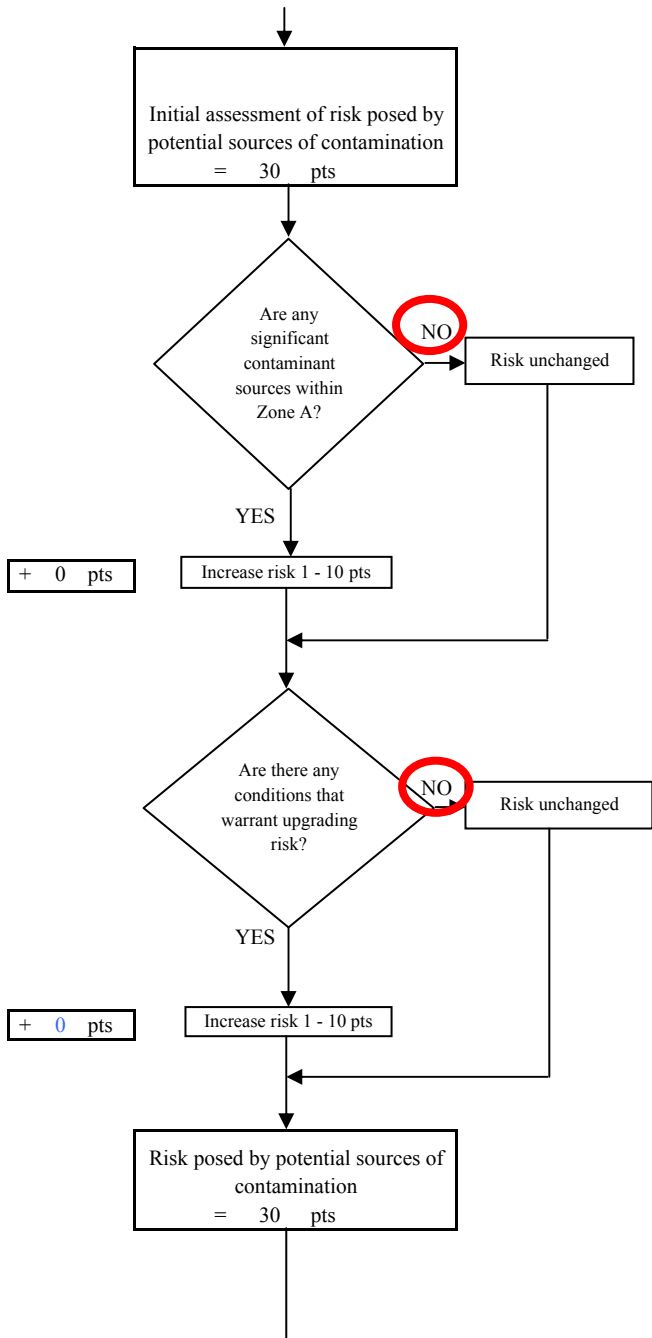 Initial assessment of risk posed by
potential sources of contamination
= 30 pts
Are any
significant
contaminant
sources within
Zone A?
NO
Risk unchanged
YES
+ 0 pts
Increase risk 1 - 10 pts
Are there any
conditions that
warrant upgrading
risk?
NO
Risk unchanged
YES
+ 0 pts
Increase risk 1 - 10 pts
Risk posed by potential sources of
contamination
= 30 pts